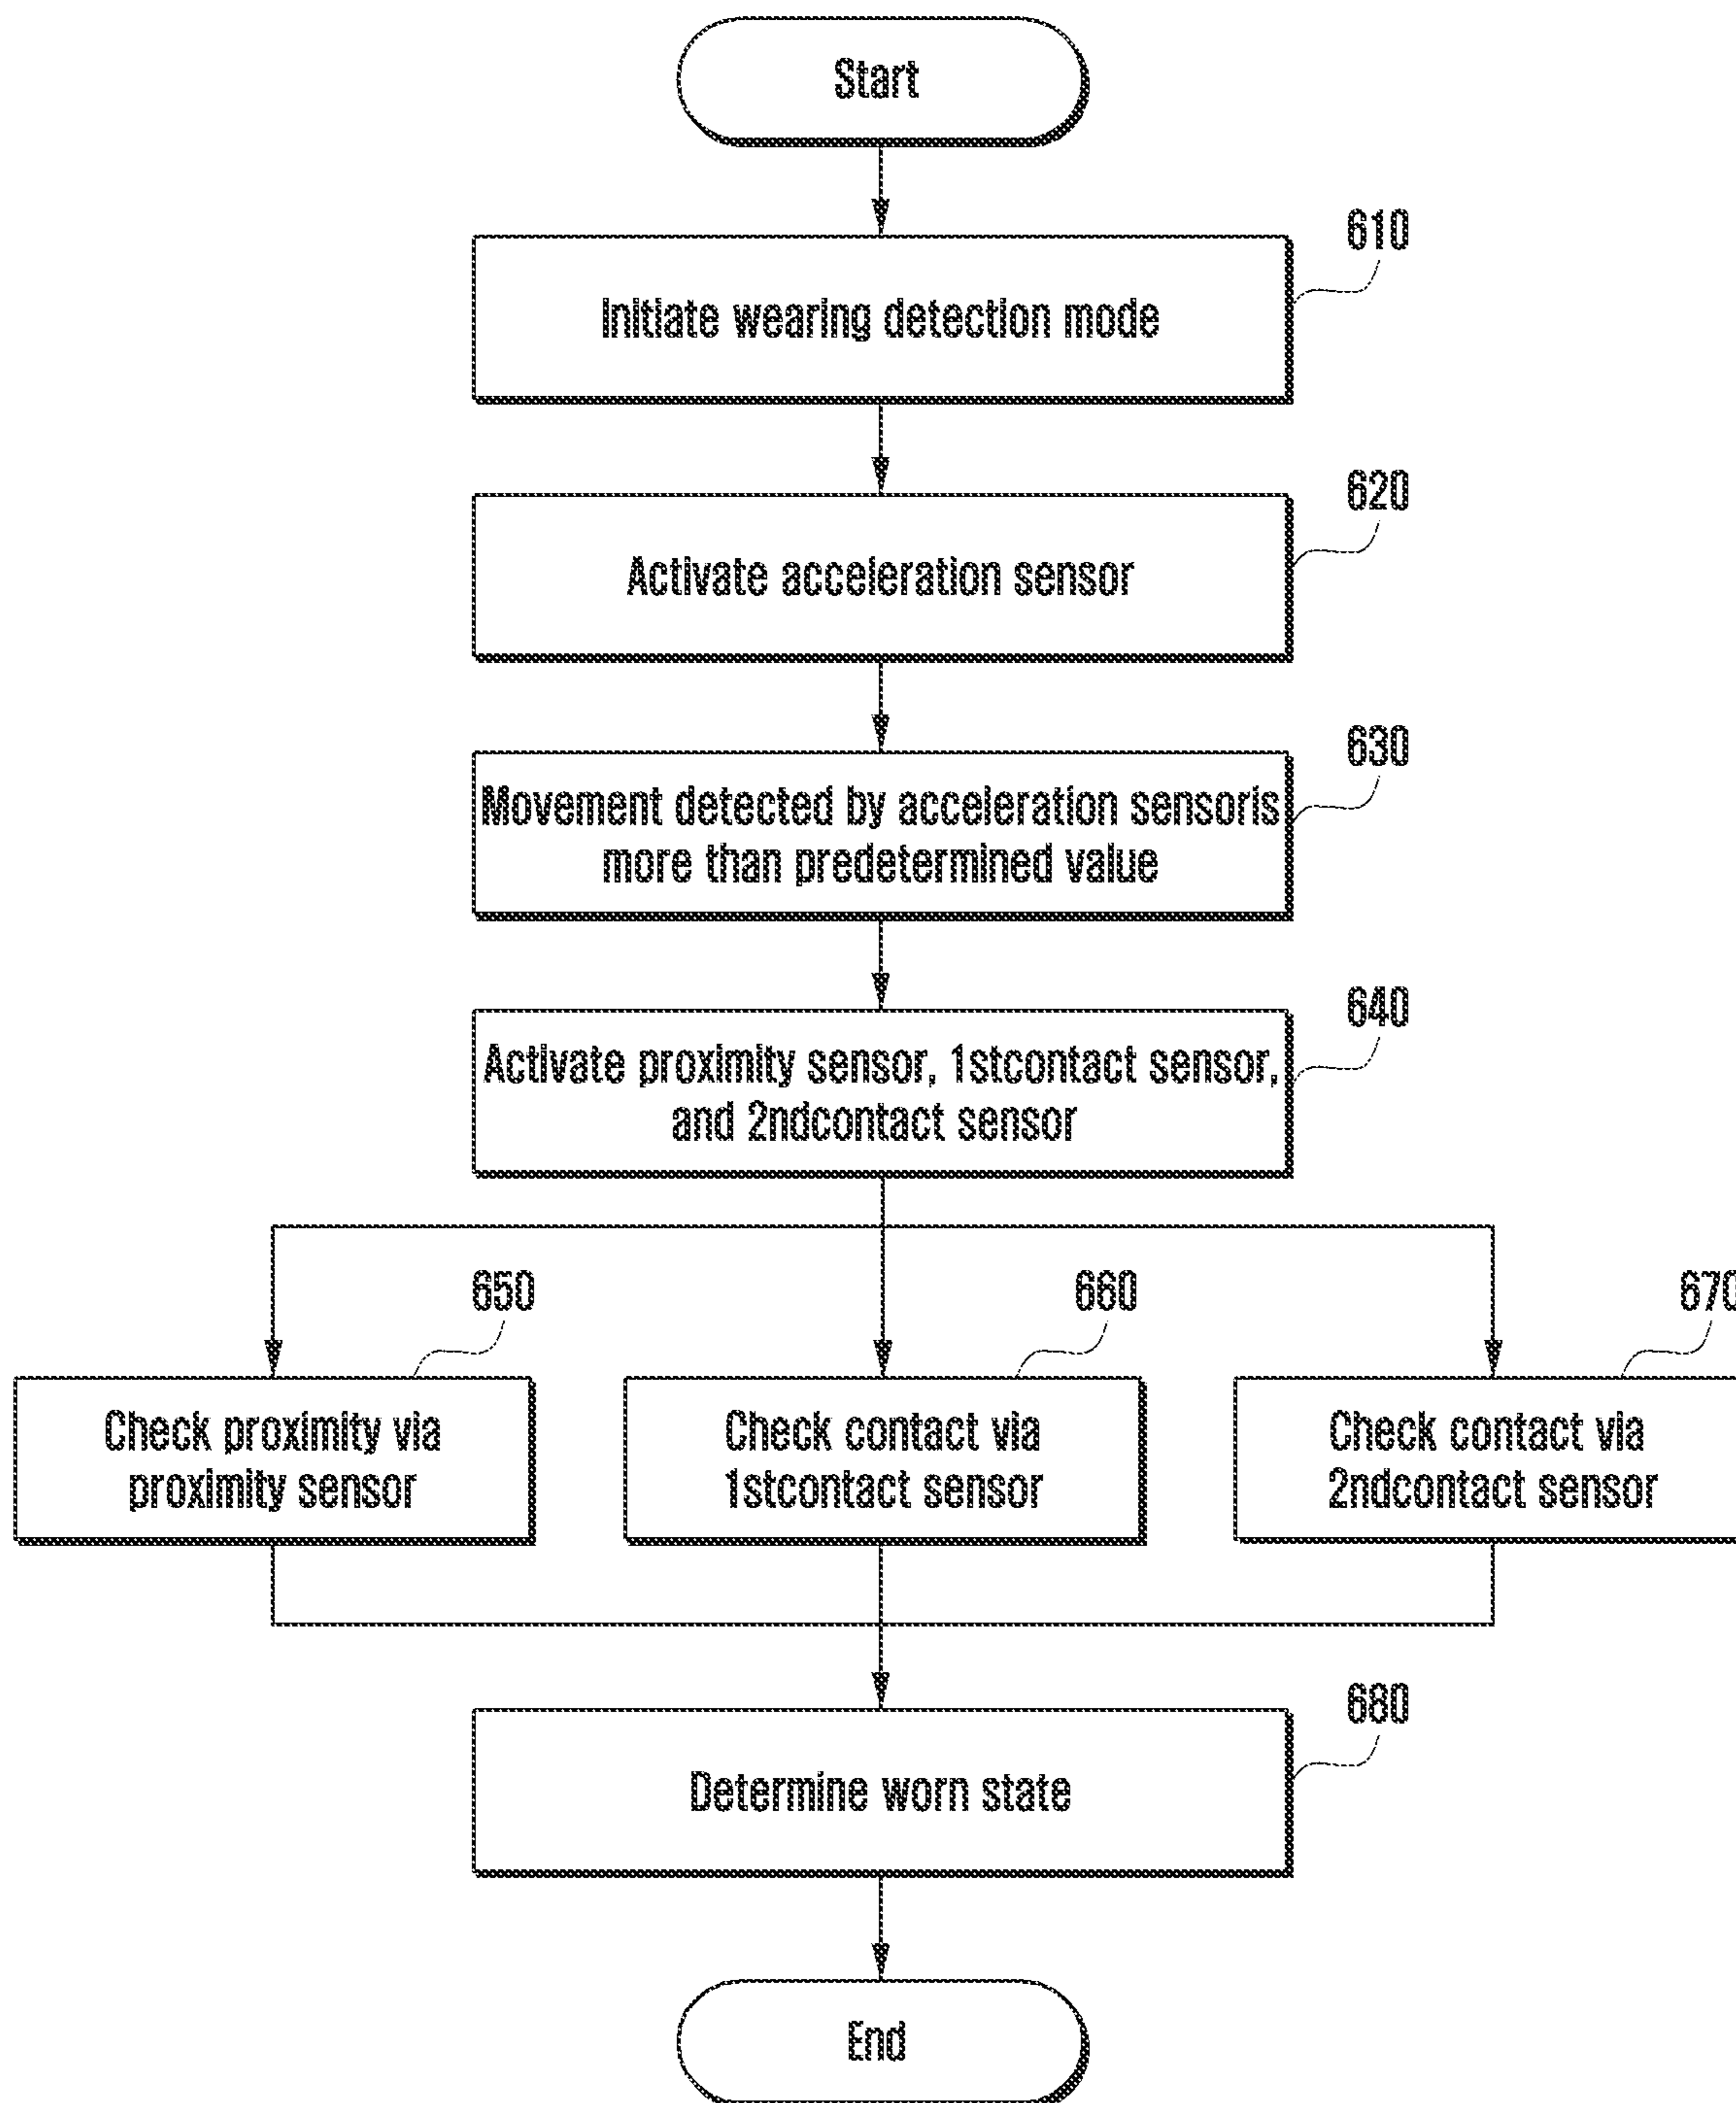 Start
610
Initiate wearing detection mode
620
Activate acceleration sensor
630
Movement detected by acceleration sensoris
more than predetermined value
640
Activate proximity sensor, 1stcontact sensor,
and 2ndcontact sensor
650
660
670
Check proximity via
proximity sensor
Check contact via
1stcontact sensor
Check contact via
2ndcontact sensor
680
Determine worn state
End